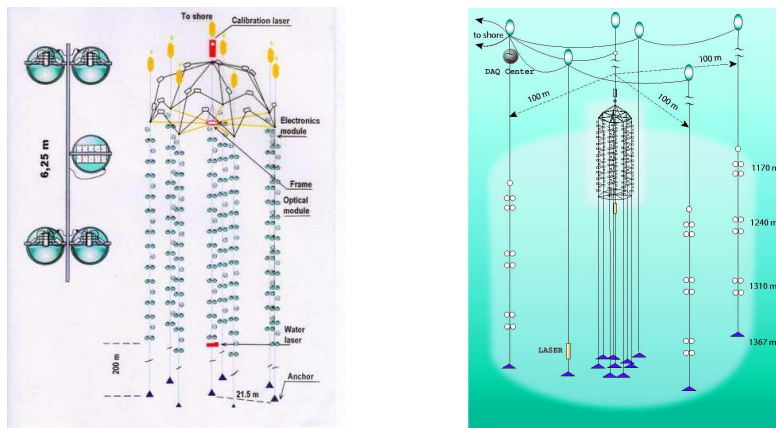 To shore
Calibration laser
6,25 m
Electronics
module
Frame
Optical
module
Water
laser
200 m
Anchor
21.5 m
to shore
DAQ Center
100 m
100 m
100 m
1170 m
1240 m
1310 m
1367 m
LASER